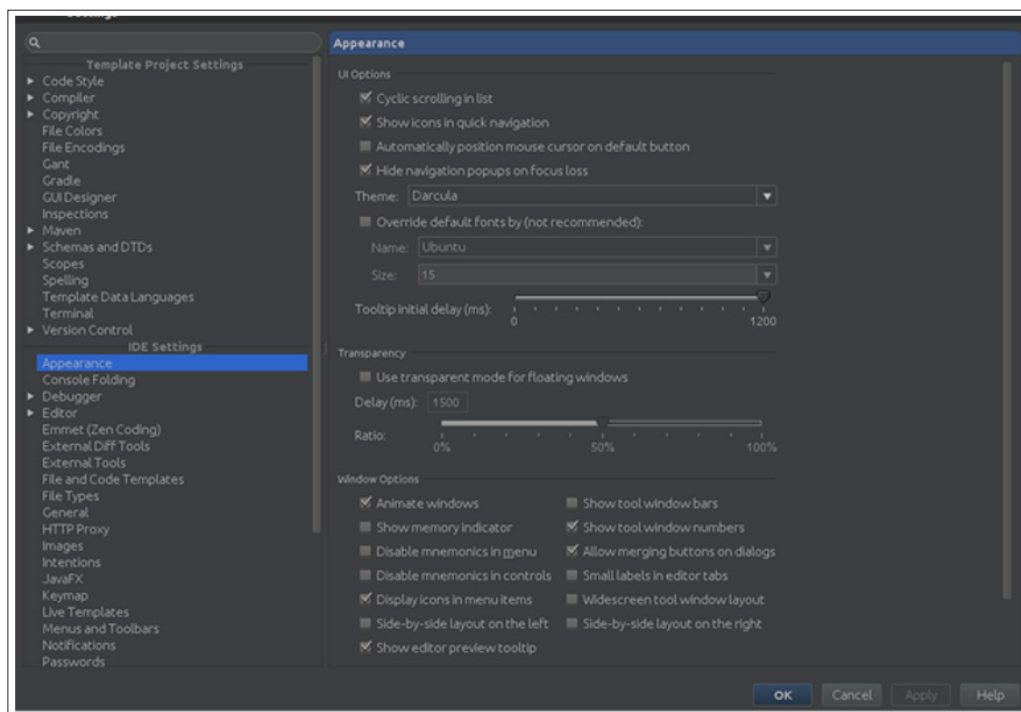 Settings
Appearance
Template Project Settings
Code Style
Compiler
Copyright
File Colors
File Encodings
Gant
Gradle
GUI Designer
Inspections
Maven
Schemas and DTDs
Scopes
Spelling
Template Data Languages
Terminal
Version Control
IDE Settings
Appearance
Console Folding
Debugger
Editor
Emmet (Zen Coding)
External Diff Tools
External Tools
File and Code Templates
File Types
General
HTTP Proxy
Images
Intentions
JavaFX
Keymap
Live Templates
Menus and Toolbars
Notifications
Passwords
UI Options
Cyclic scrolling in list
Show icons in quick navigation
Automatically position mouse cursor on default button
Hide navigation popups on focus loss
Theme: Darcula
Override default fonts by (not recommended):
Name: Ubuntu
Size: 15
Tooltip initial delay (ms):
0 1200
Transparency
Use transparent mode for floating windows
Delay (ms): 1500
Ratio:
0% 50% 100%
Window Options
Animate windows Show tool window bars
Show memory indicator Show tool window numbers
Disable mnemonics in menu Allow merging buttons on dialogs
Disable mnemonics in controls Small labels in editor tabs
Display icons in menu items Widescreen tool window layout
Side-by-side layout on the left Side-by-side layout on the right
Show editor preview tooltip
OK Cancel Apply Help